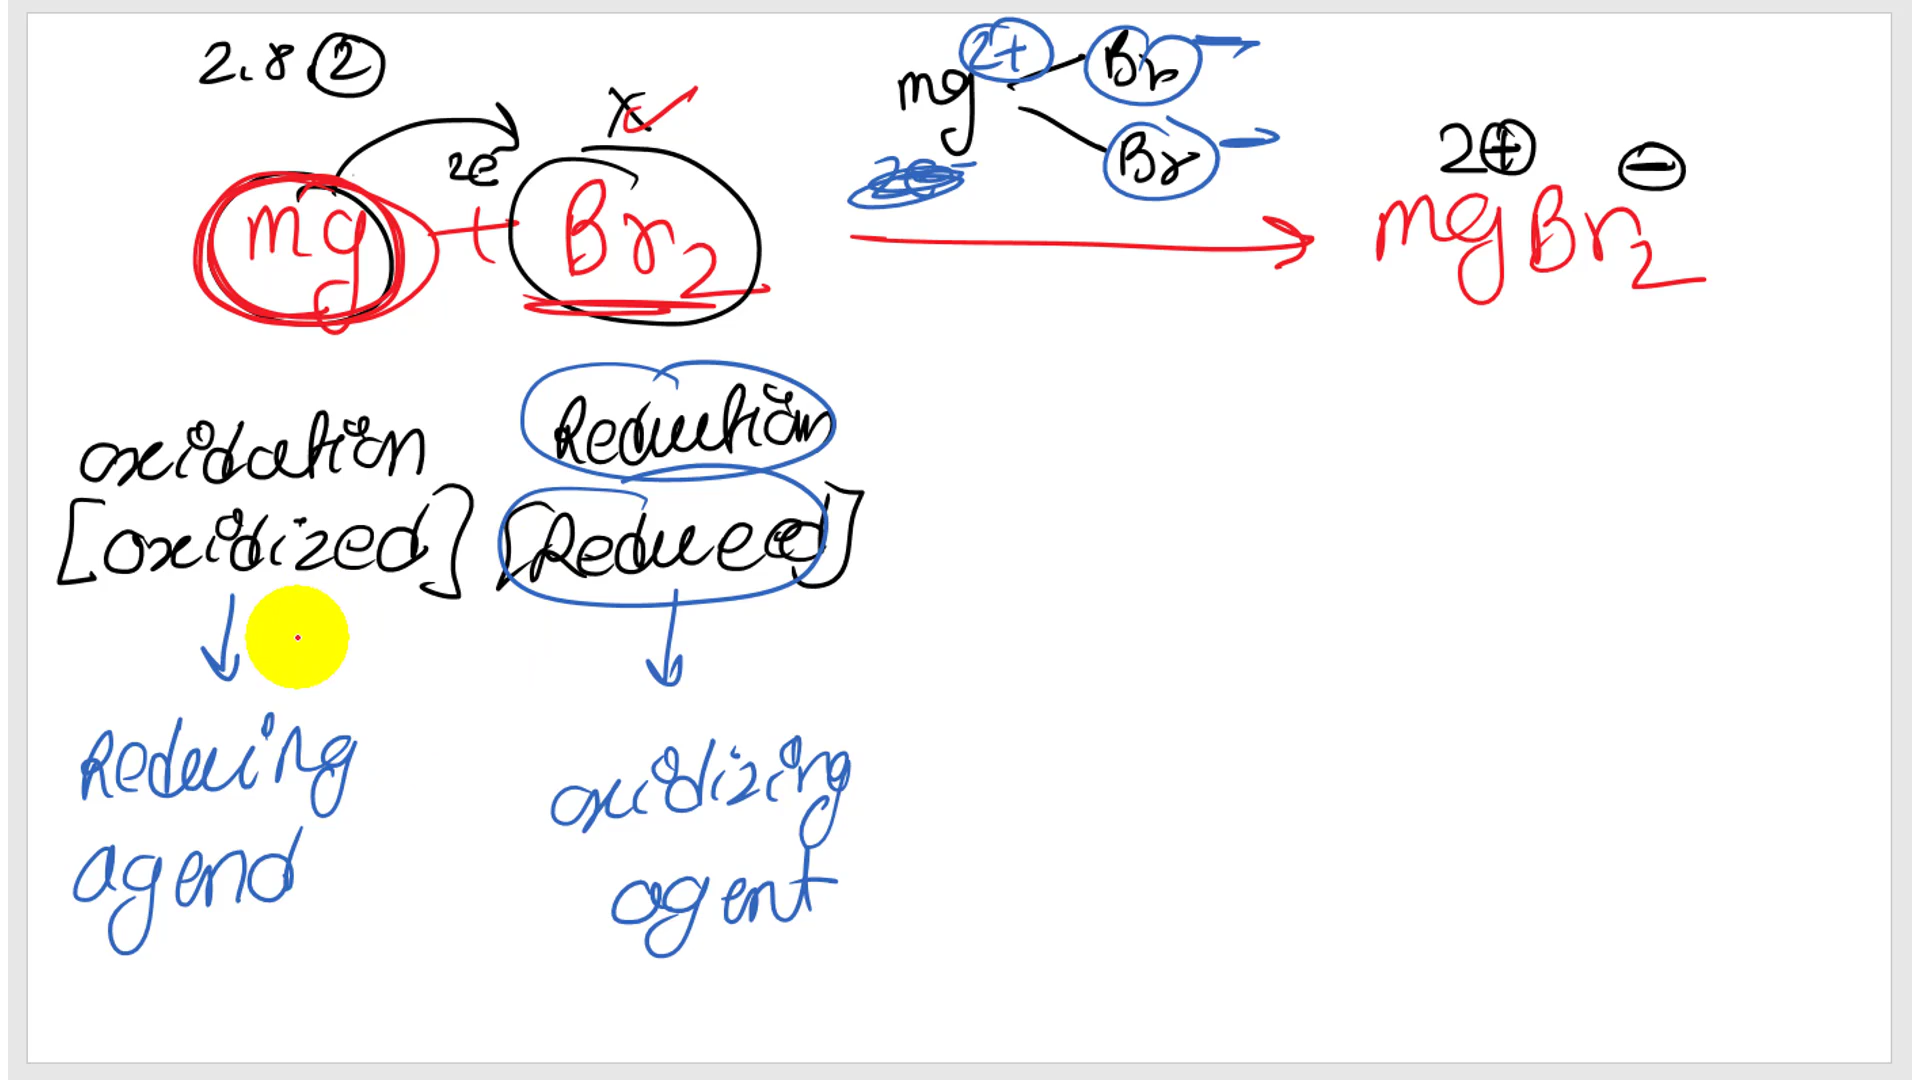 2.8.2
mg 2+ Br -
Br -
2e
x
2+ -
mg + Br2 → mgBr2
oxidation Reduction
[oxidized] [Reduced]
Reducing oxidizing
agend agent